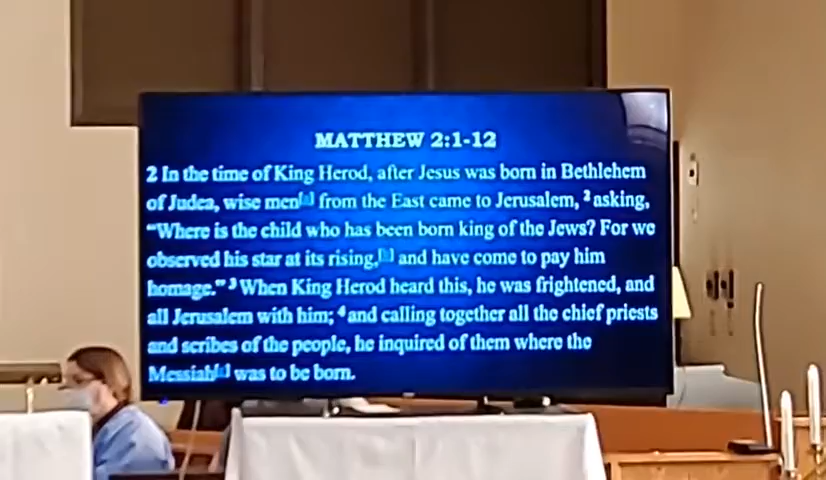 MATTHEW 2:1-12
2 In the time of King Herod, after Jesus was born in Bethlehem
of Judea, wise men[a] from the East came to Jerusalem, ² asking,
“Where is the child who has been born king of the Jews? For we
observed his star at its rising,[b] and have come to pay him
homage.” ³ When King Herod heard this, he was frightened, and
all Jerusalem with him; ⁴ and calling together all the chief priests
and scribes of the people, he inquired of them where the
Messiah[c] was to be born.